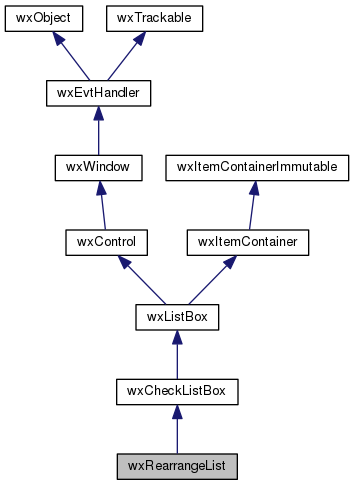 wxObject
wxTrackable
wxEvtHandler
wxWindow
wxItemContainerImmutable
wxControl
wxItemContainer
wxListBox
wxCheckListBox
wxRearrangeList